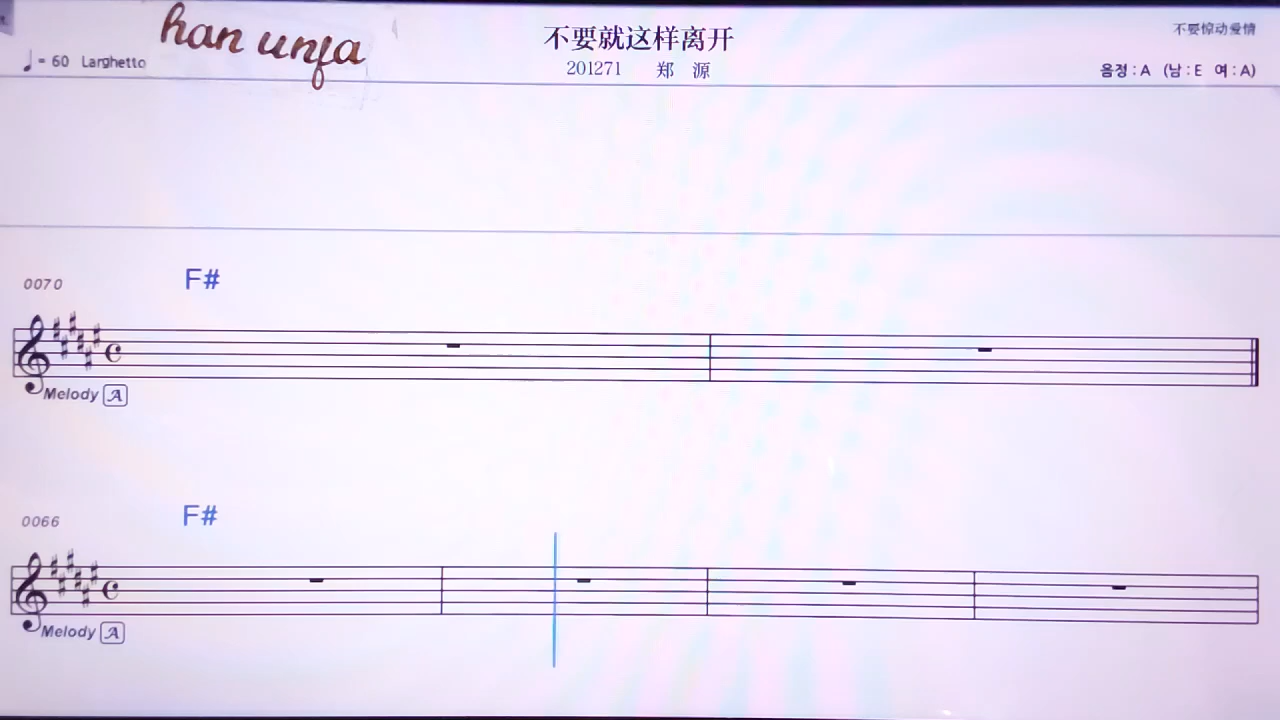 han unfa
不要就这样离开
不要惊动爱情
♩= 60 Larghetto
201271 郑 源
음정 : A (남 : E 여 : A)
0070 F#
Melody A
0066 F#
Melody A